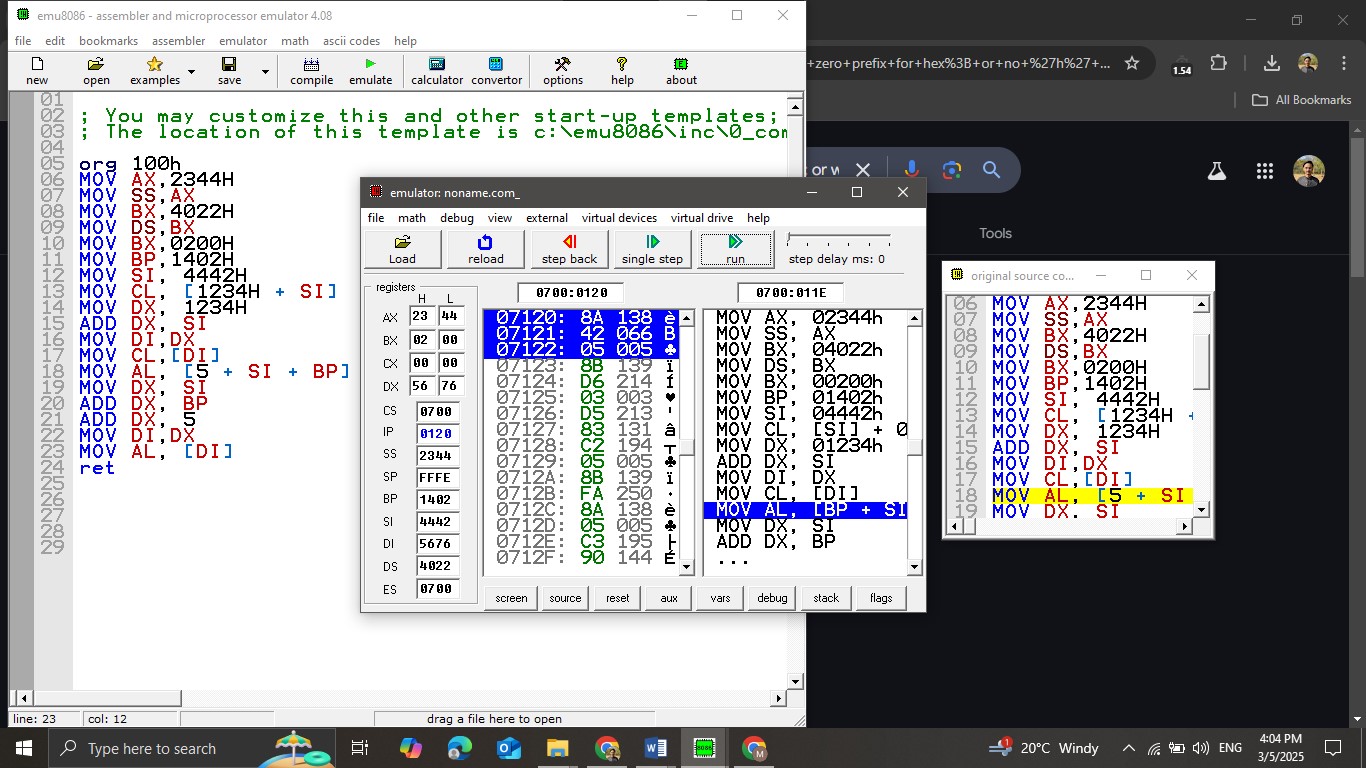 emu8086 - assembler and microprocessor emulator 4.08
file edit bookmarks assembler emulator math ascii codes help
new open examples save compile emulate calculator convertor options help about
01
02 ; You may customize this and other start-up templates;
03 ; The location of this template is c:\emu8086\inc\0_com
04
05 org 100h
06 MOV AX,2344H
07 MOV SS,AX
08 MOV BX,4022H
09 MOV DS,BX
10 MOV BX,0200H
11 MOV BP,1402H
12 MOV SI, 4442H
13 MOV CL, [1234H + SI]
14 MOV DX, 1234H
15 ADD DX, SI
16 MOV DI,DX
17 MOV CL,[DI]
18 MOV AL, [5 + SI + BP]
19 MOV DX, SI
20 ADD DX, BP
21 ADD DX, 5
22 MOV DI,DX
23 MOV AL, [DI]
24 ret
25
26
27
28
29
line: 23 col: 12 drag a file here to open
+ zero prefix for hex%3B + or + no + %27h%27 + ...
1.54
All Bookmarks
or w
Tools
emulator: noname.com_
file math debug view external virtual devices virtual drive help
Load reload step back single step run step delay ms: 0
registers
H L
AX 23 44
BX 02 00
CX 00 00
DX 56 76
CS 0700
IP 0120
SS 2344
SP FFFE
BP 1402
SI 4442
DI 5676
DS 4022
ES 0700
0700:0120
07120: 8A 138 è
07121: 42 066 B
07122: 05 005 ♣
07123: 8B 139 ï
07124: D6 214
07125: 03 003 ♥
07126: D5 213
07127: 83 131 â
07128: C2 194 ┬
07129: 05 005 ♣
0712A: 8B 139 ï
0712B: FA 250 ·
0712C: 8A 138 è
0712D: 05 005 ♣
0712E: C3 195 ├
0712F: 90 144 É
0700:011E
MOV AX, 02344h
MOV SS, AX
MOV BX, 04022h
MOV DS, BX
MOV BX, 00200h
MOV BP, 01402h
MOV SI, 04442h
MOV CL, [SI] + 0
MOV DX, 01234h
ADD DX, SI
MOV DI, DX
MOV CL, [DI]
MOV AL, [BP + SI
MOV DX, SI
ADD DX, BP
...
screen source reset aux vars debug stack flags
original source co...
06 MOV AX,2344H
07 MOV SS,AX
08 MOV BX,4022H
09 MOV DS,BX
10 MOV BX,0200H
11 MOV BP,1402H
12 MOV SI, 4442H
13 MOV CL, [1234H +
14 MOV DX, 1234H
15 ADD DX, SI
16 MOV DI,DX
17 MOV CL,[DI]
18 MOV AL, [5 + SI
19 MOV DX, SI
Type here to search
20°C Windy
ENG
4:04 PM
3/5/2025